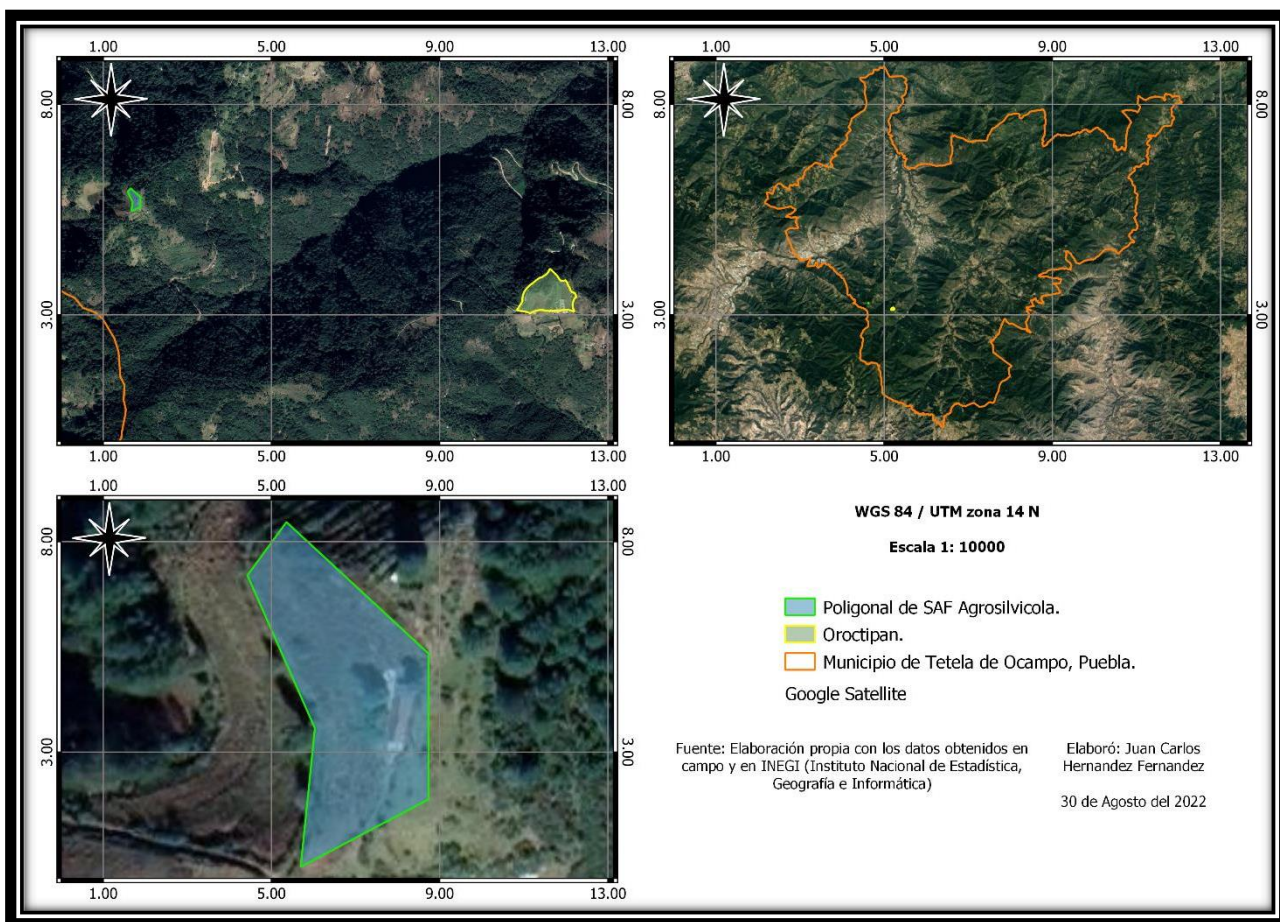 1.00 5.00 9.00 13.00
8.00 8.00
3.00 3.00
1.00 5.00 9.00 13.00
1.00 5.00 9.00 13.00
8.00
3.00
1.00 5.00 9.00 13.00
1.00 5.00 9.00 13.00
8.00 8.00
3.00 3.00
1.00 5.00 9.00 13.00
WGS 84 / UTM zona 14 N
Escala 1: 10000
Poligonal de SAF Agrosilvicola.
Oroctipan.
Municipio de Tetela de Ocampo, Puebla.
Google Satellite
Fuente: Elaboración propia con los datos obtenidos en
campo y en INEGI (Instituto Nacional de Estadística,
Geografía e Informática)
Elaboró: Juan Carlos
Hernandez Fernandez
30 de Agosto del 2022